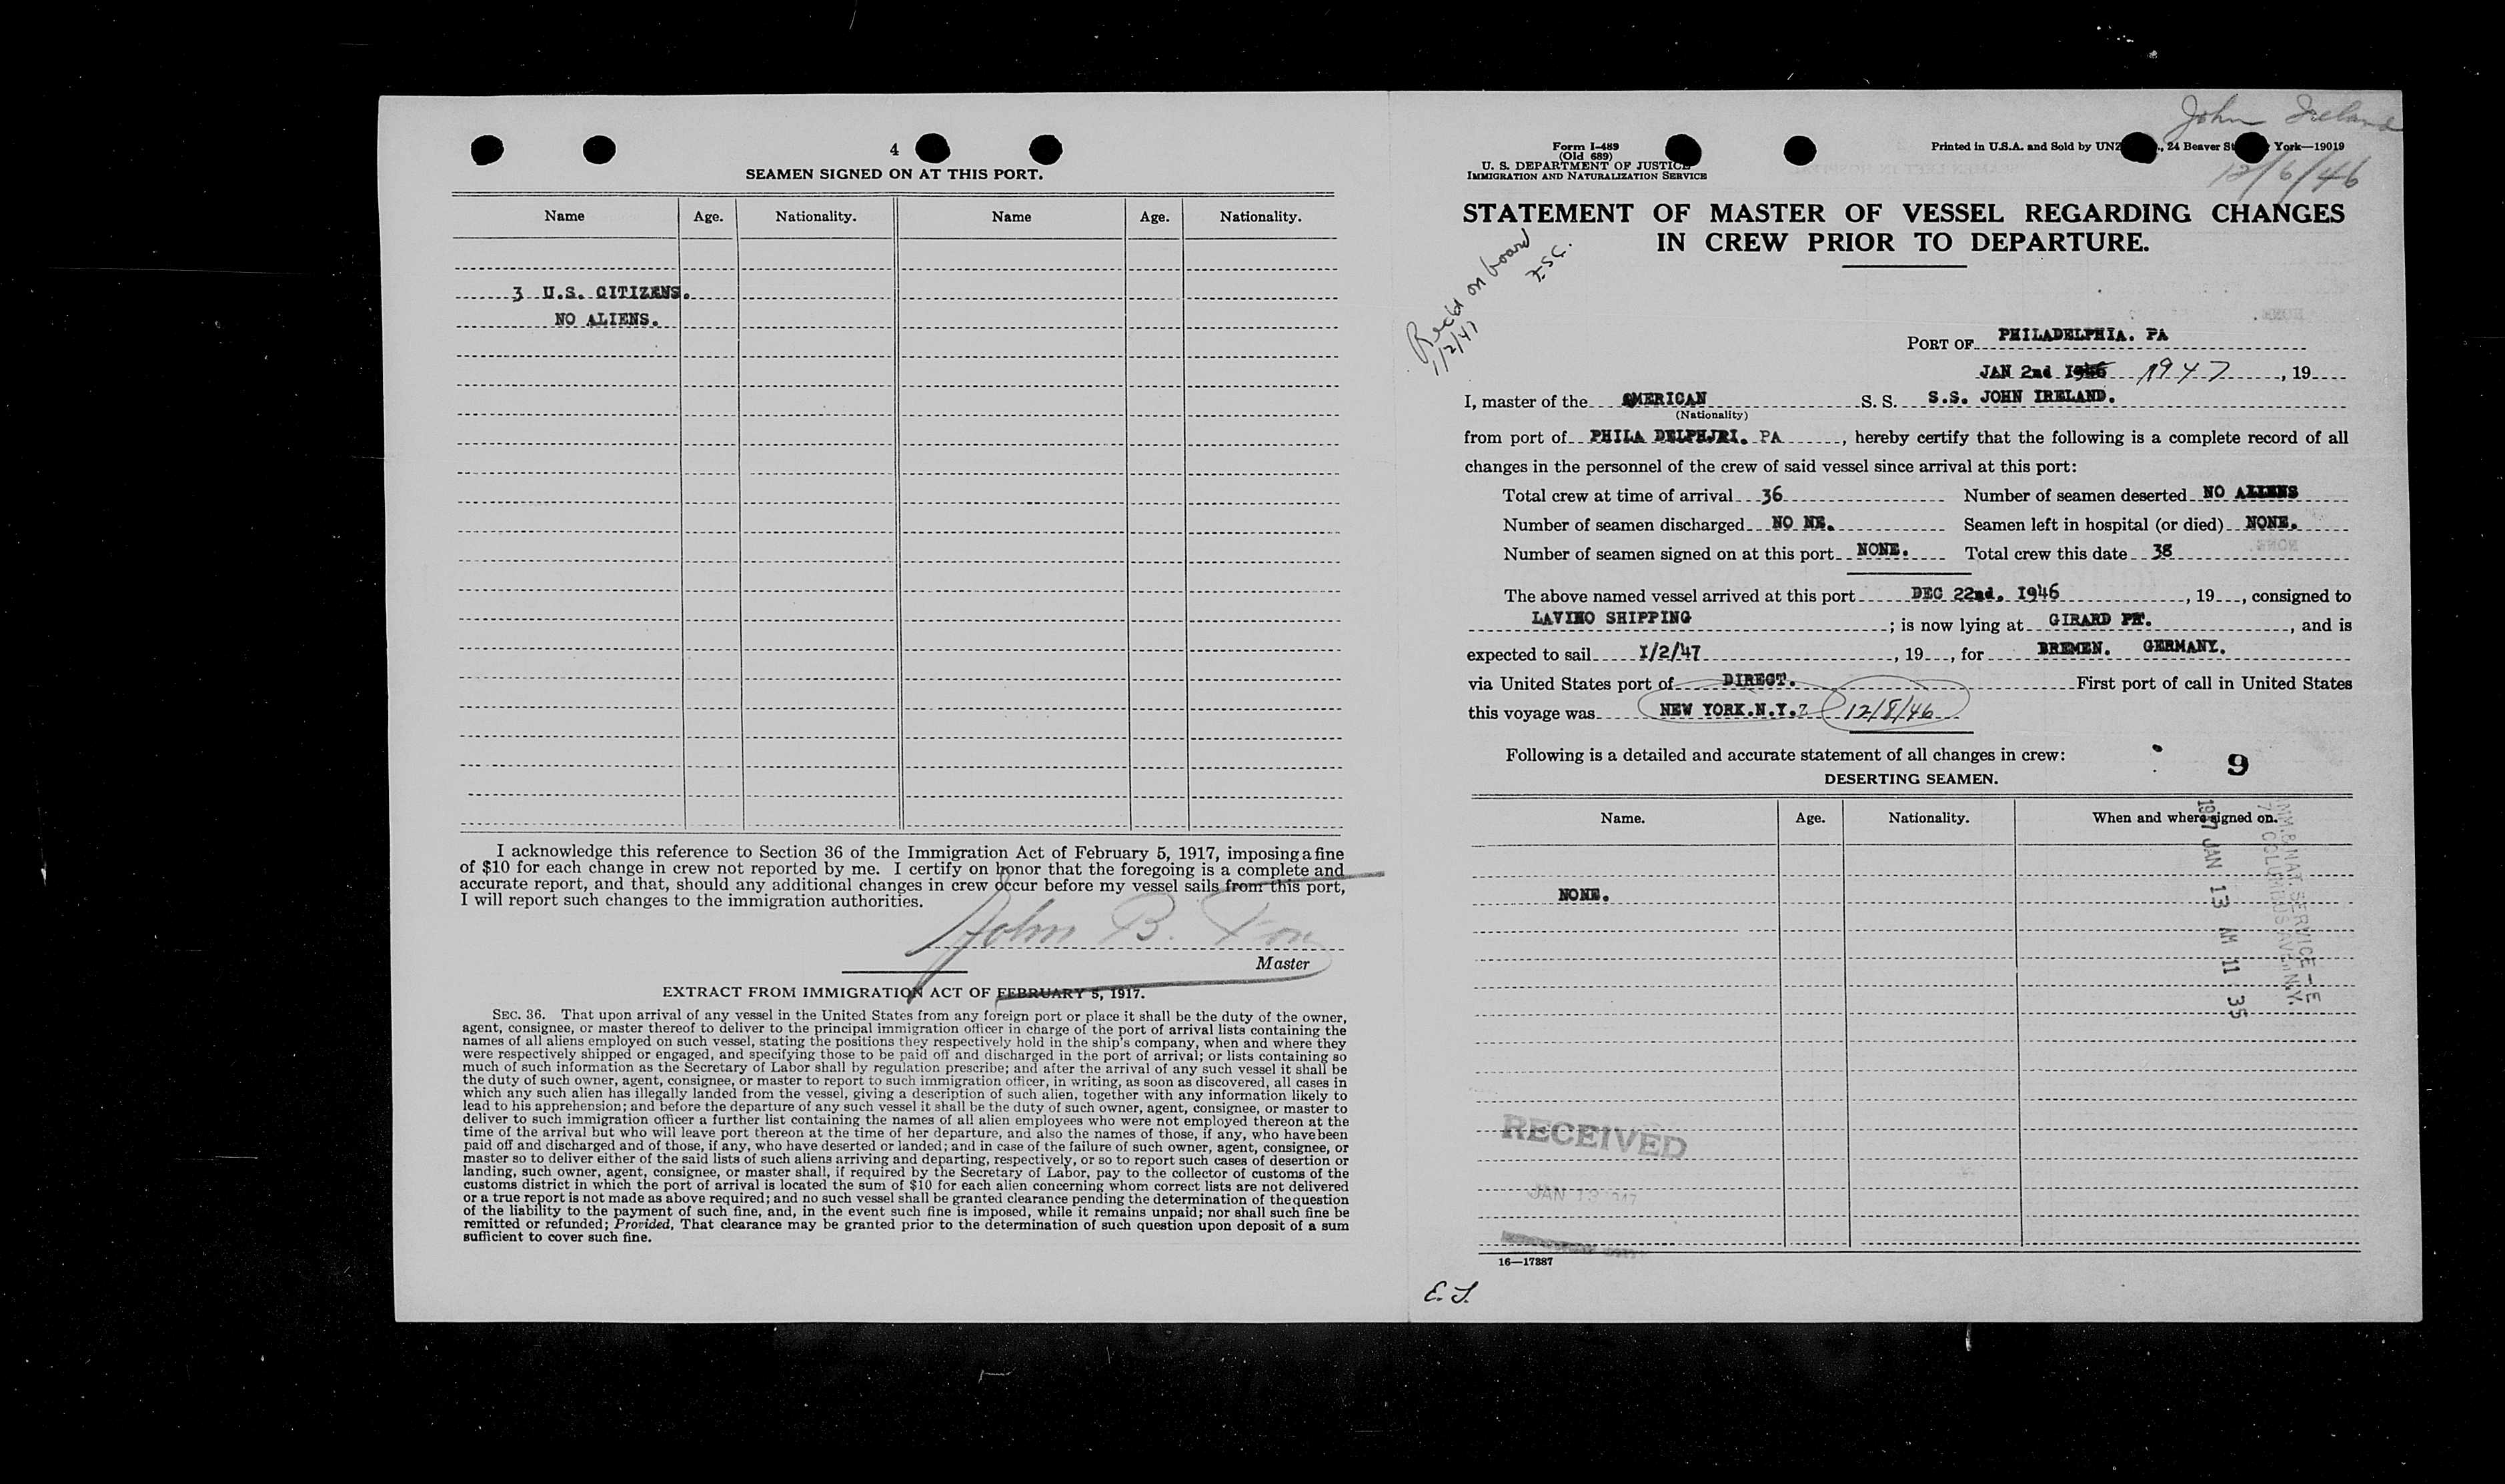 4
SEAMEN SIGNED ON AT THIS PORT.
Name Age. Nationality. Name Age. Nationality.
3 U.S. CITIZENS.
NO ALIENS.
I acknowledge this reference to Section 36 of the Immigration Act of February 5, 1917, imposing a fine
of $10 for each change in crew not reported by me. I certify on honor that the foregoing is a complete and
accurate report, and that, should any additional changes in crew occur before my vessel sails from this port,
I will report such changes to the immigration authorities.
John B. Fox
Master
EXTRACT FROM IMMIGRATION ACT OF FEBRUARY 5, 1917.
SEC. 36. That upon arrival of any vessel in the United States from any foreign port or place it shall be the duty of the owner,
agent, consignee, or master thereof to deliver to the principal immigration officer in charge of the port of arrival lists containing the
names of all aliens employed on such vessel, stating the positions they respectively hold in the ship's company, when and where they
were respectively shipped or engaged, and specifying those to be paid off and discharged in the port of arrival; or lists containing so
much of such information as the Secretary of Labor shall by regulation prescribe; and after the arrival of any such vessel it shall be
the duty of such owner, agent, consignee, or master to report to such immigration officer, in writing, as soon as discovered, all cases in
which any such alien has illegally landed from the vessel, giving a description of such alien, together with any information likely to
lead to his apprehension; and before the departure of any such vessel it shall be the duty of such owner, agent, consignee, or master to
deliver to such immigration officer a further list containing the names of all alien employees who were not employed thereon at the
time of the arrival but who will leave port thereon at the time of her departure, and also the names of those, if any, who have been
paid off and discharged and of those, if any, who have deserted or landed; and in case of the failure of such owner, agent, consignee, or
master so to deliver either of the said lists of such aliens arriving and departing, respectively, or so to report such cases of desertion or
landing, such owner, agent, consignee, or master shall, if required by the Secretary of Labor, pay to the collector of customs of the
customs district in which the port of arrival is located the sum of $10 for each alien concerning whom correct lists are not delivered
or a true report is not made as above required; and no such vessel shall be granted clearance pending the determination of the question
of the liability to the payment of such fine, and, in the event such fine is imposed, while it remains unpaid; nor shall such fine be
remitted or refunded; Provided, That clearance may be granted prior to the determination of such question upon deposit of a sum
sufficient to cover such fine.
John Ireland
12/6/46
Form I-489
(Old 689)
U. S. DEPARTMENT OF JUSTICE
IMMIGRATION AND NATURALIZATION SERVICE
Printed in U.S.A. and Sold by UNZ ., 24 Beaver St York—19019
STATEMENT OF MASTER OF VESSEL REGARDING CHANGES
IN CREW PRIOR TO DEPARTURE.
Rec'd on board
1/2/47
PORT OF PHILADELPHIA. PA
JAN 2nd 1946 1947, 19
I, master of the AMERICAN S. S. S.S. JOHN IRELAND.
(Nationality)
from port of PHILA DELPHJRI. PA, hereby certify that the following is a complete record of all
changes in the personnel of the crew of said vessel since arrival at this port:
Total crew at time of arrival 36 Number of seamen deserted NO ALIENS
Number of seamen discharged NO NE. Seamen left in hospital (or died) NONE.
Number of seamen signed on at this port NONE. Total crew this date 38
The above named vessel arrived at this port DEC 22nd, I946, 19, consigned to
LAVINO SHIPPING; is now lying at GIRARD PT., and is
expected to sail I/2/47, 19, for BREMEN. GERMANY.
via United States port of DIRECT. First port of call in United States
this voyage was NEW YORK.N.Y. 12/8/46
Following is a detailed and accurate statement of all changes in crew:
9
DESERTING SEAMEN.
Name. Age. Nationality. When and where signed on.
NONE.
IMM.& NAT. SERVICE
COLUMBUS AVE., N.Y.
1947 JAN 13 AM 11 35
RECEIVED
JAN 13 1947
16—17887
E. S.